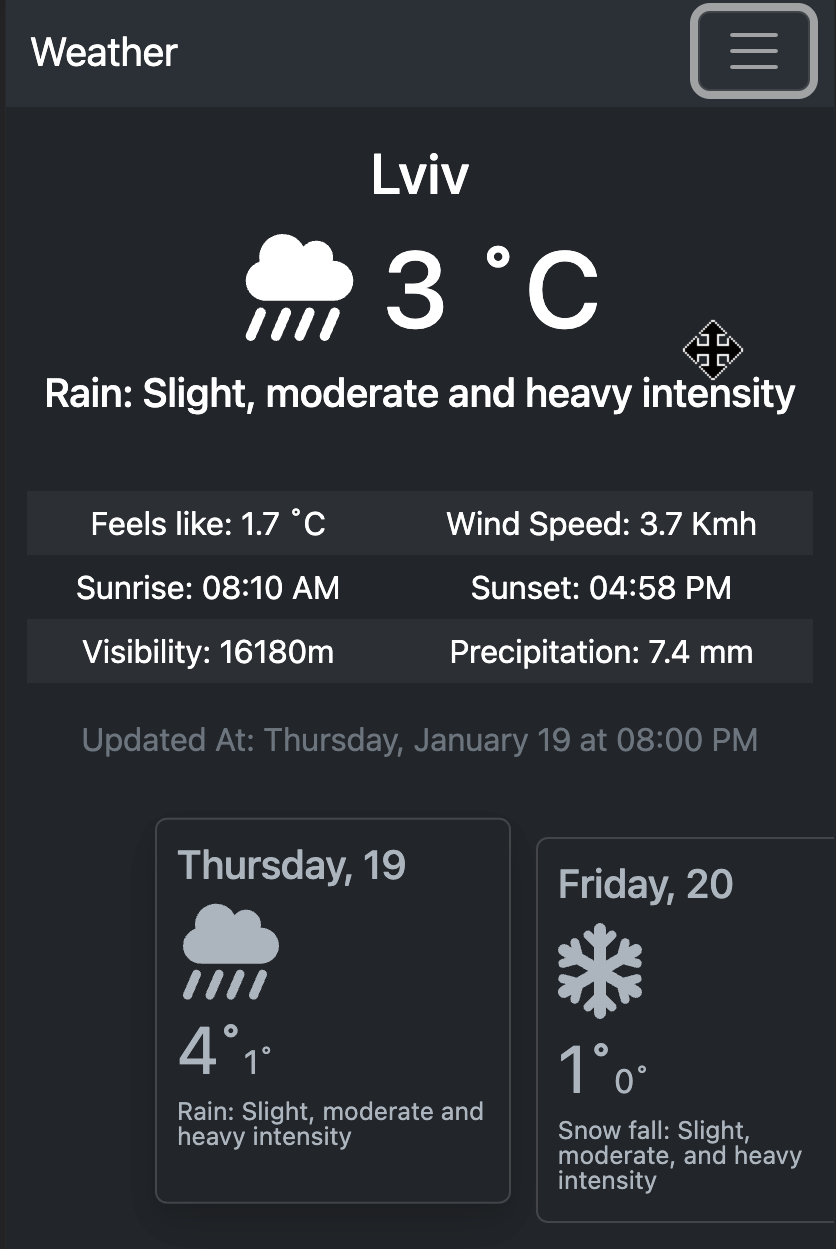 Weather
Lviv
3 °C
Rain: Slight, moderate and heavy intensity
Feels like: 1.7 °C Wind Speed: 3.7 Kmh
Sunrise: 08:10 AM Sunset: 04:58 PM
Visibility: 16180m Precipitation: 7.4 mm
Updated At: Thursday, January 19 at 08:00 PM
Thursday, 19
4° 1°
Rain: Slight, moderate and
heavy intensity
Friday, 20
1° 0°
Snow fall: Slight,
moderate, and heavy
intensity